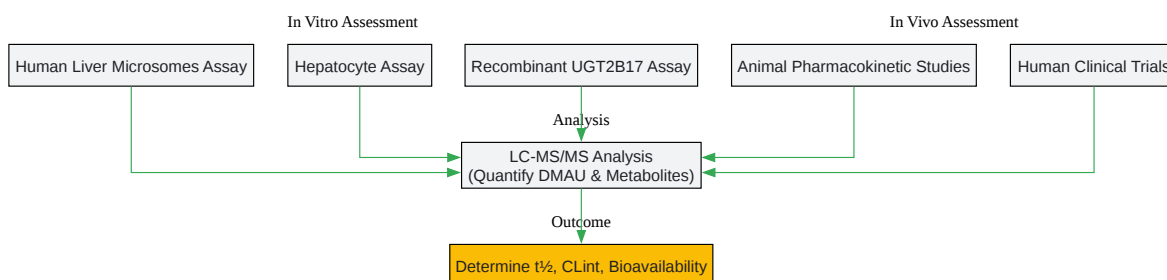 In Vitro Assessment
In Vivo Assessment
Human Liver Microsomes Assay
Hepatocyte Assay
Recombinant UGT2B17 Assay
Animal Pharmacokinetic Studies
Human Clinical Trials
Analysis
LC-MS/MS Analysis
(Quantify DMAU & Metabolites)
Outcome
Determine t½, CLint, Bioavailability